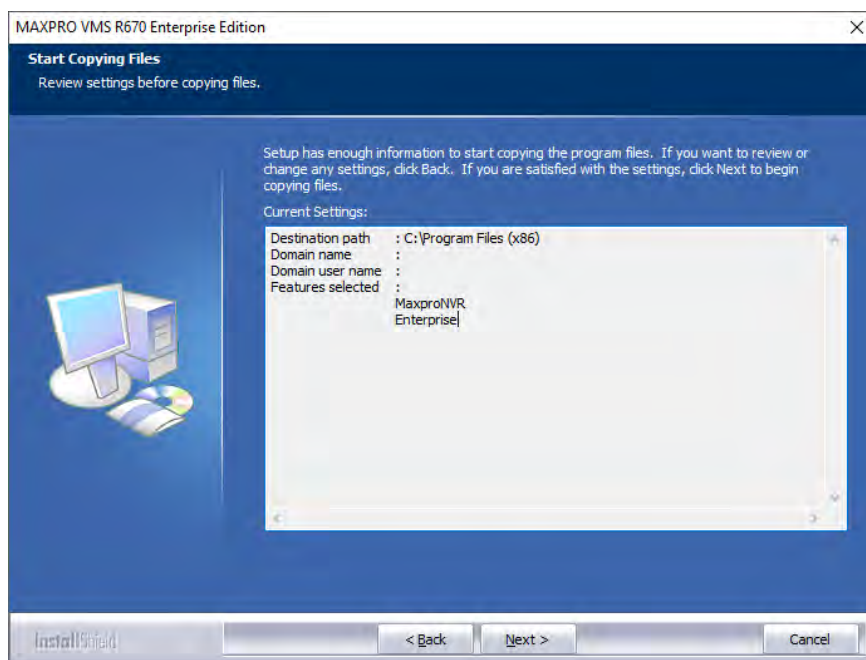 MAXPRO VMS R670 Enterprise Edition
Start Copying Files
Review settings before copying files.
Setup has enough information to start copying the program files. If you want to review or
change any settings, click Back. If you are satisfied with the settings, click Next to begin
copying files.
Current Settings:
Destination path : C:\Program Files (x86)
Domain name :
Domain user name :
Features selected :
MaxproNVR
Enterprise
InstallShield
< Back
Next >
Cancel